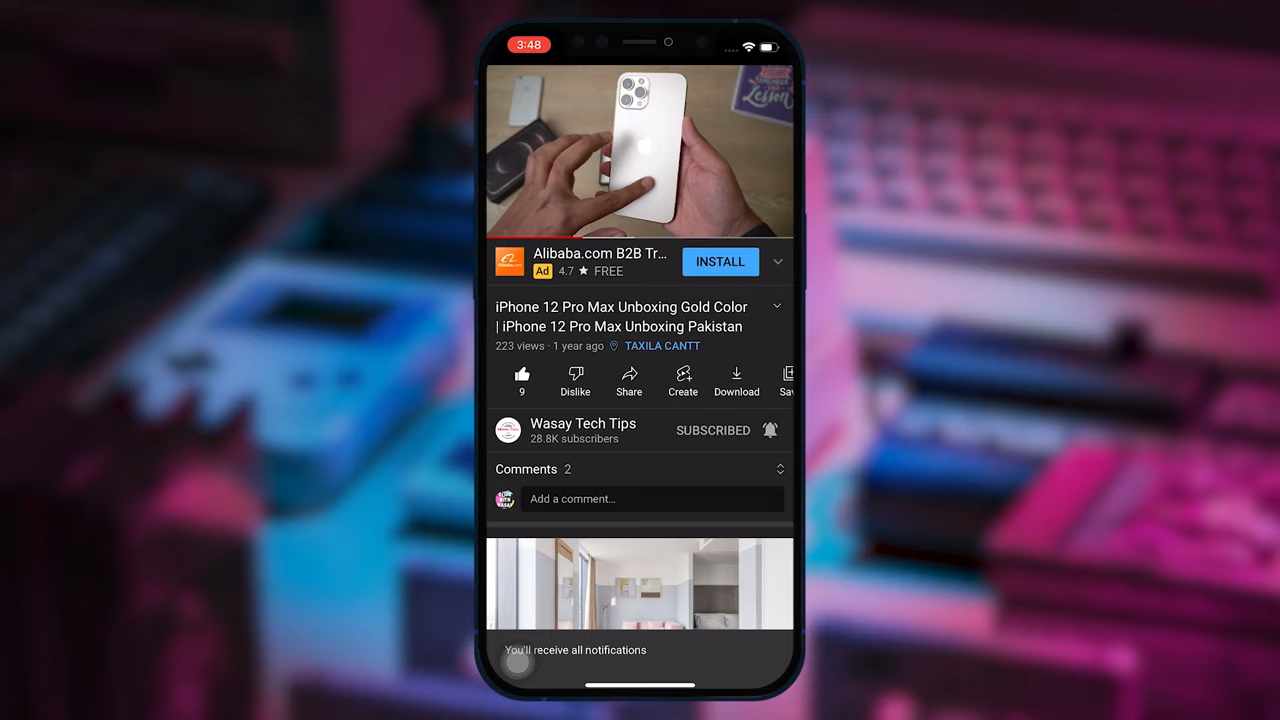 3:48
Lesson
Alibaba.com B2B Tr...
Ad 4.7 ★ FREE
INSTALL
iPhone 12 Pro Max Unboxing Gold Color
| iPhone 12 Pro Max Unboxing Pakistan
223 views · 1 year ago TAXILA CANTT
9 Dislike Share Create Download Sav
Wasay Tech Tips
28.8K subscribers
SUBSCRIBED
Comments 2
Add a comment...
You'll receive all notifications